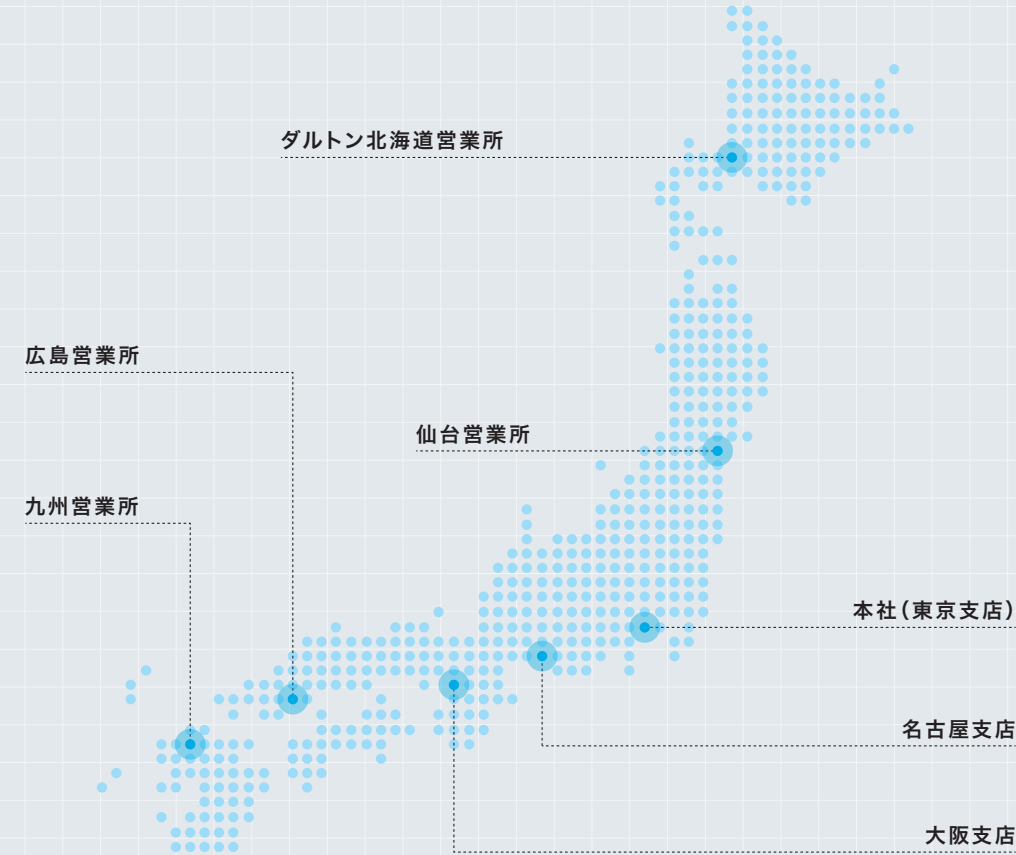 ダルトン北海道営業所
広島営業所
仙台営業所
九州営業所
本社(東京支店)
名古屋支店
大阪支店